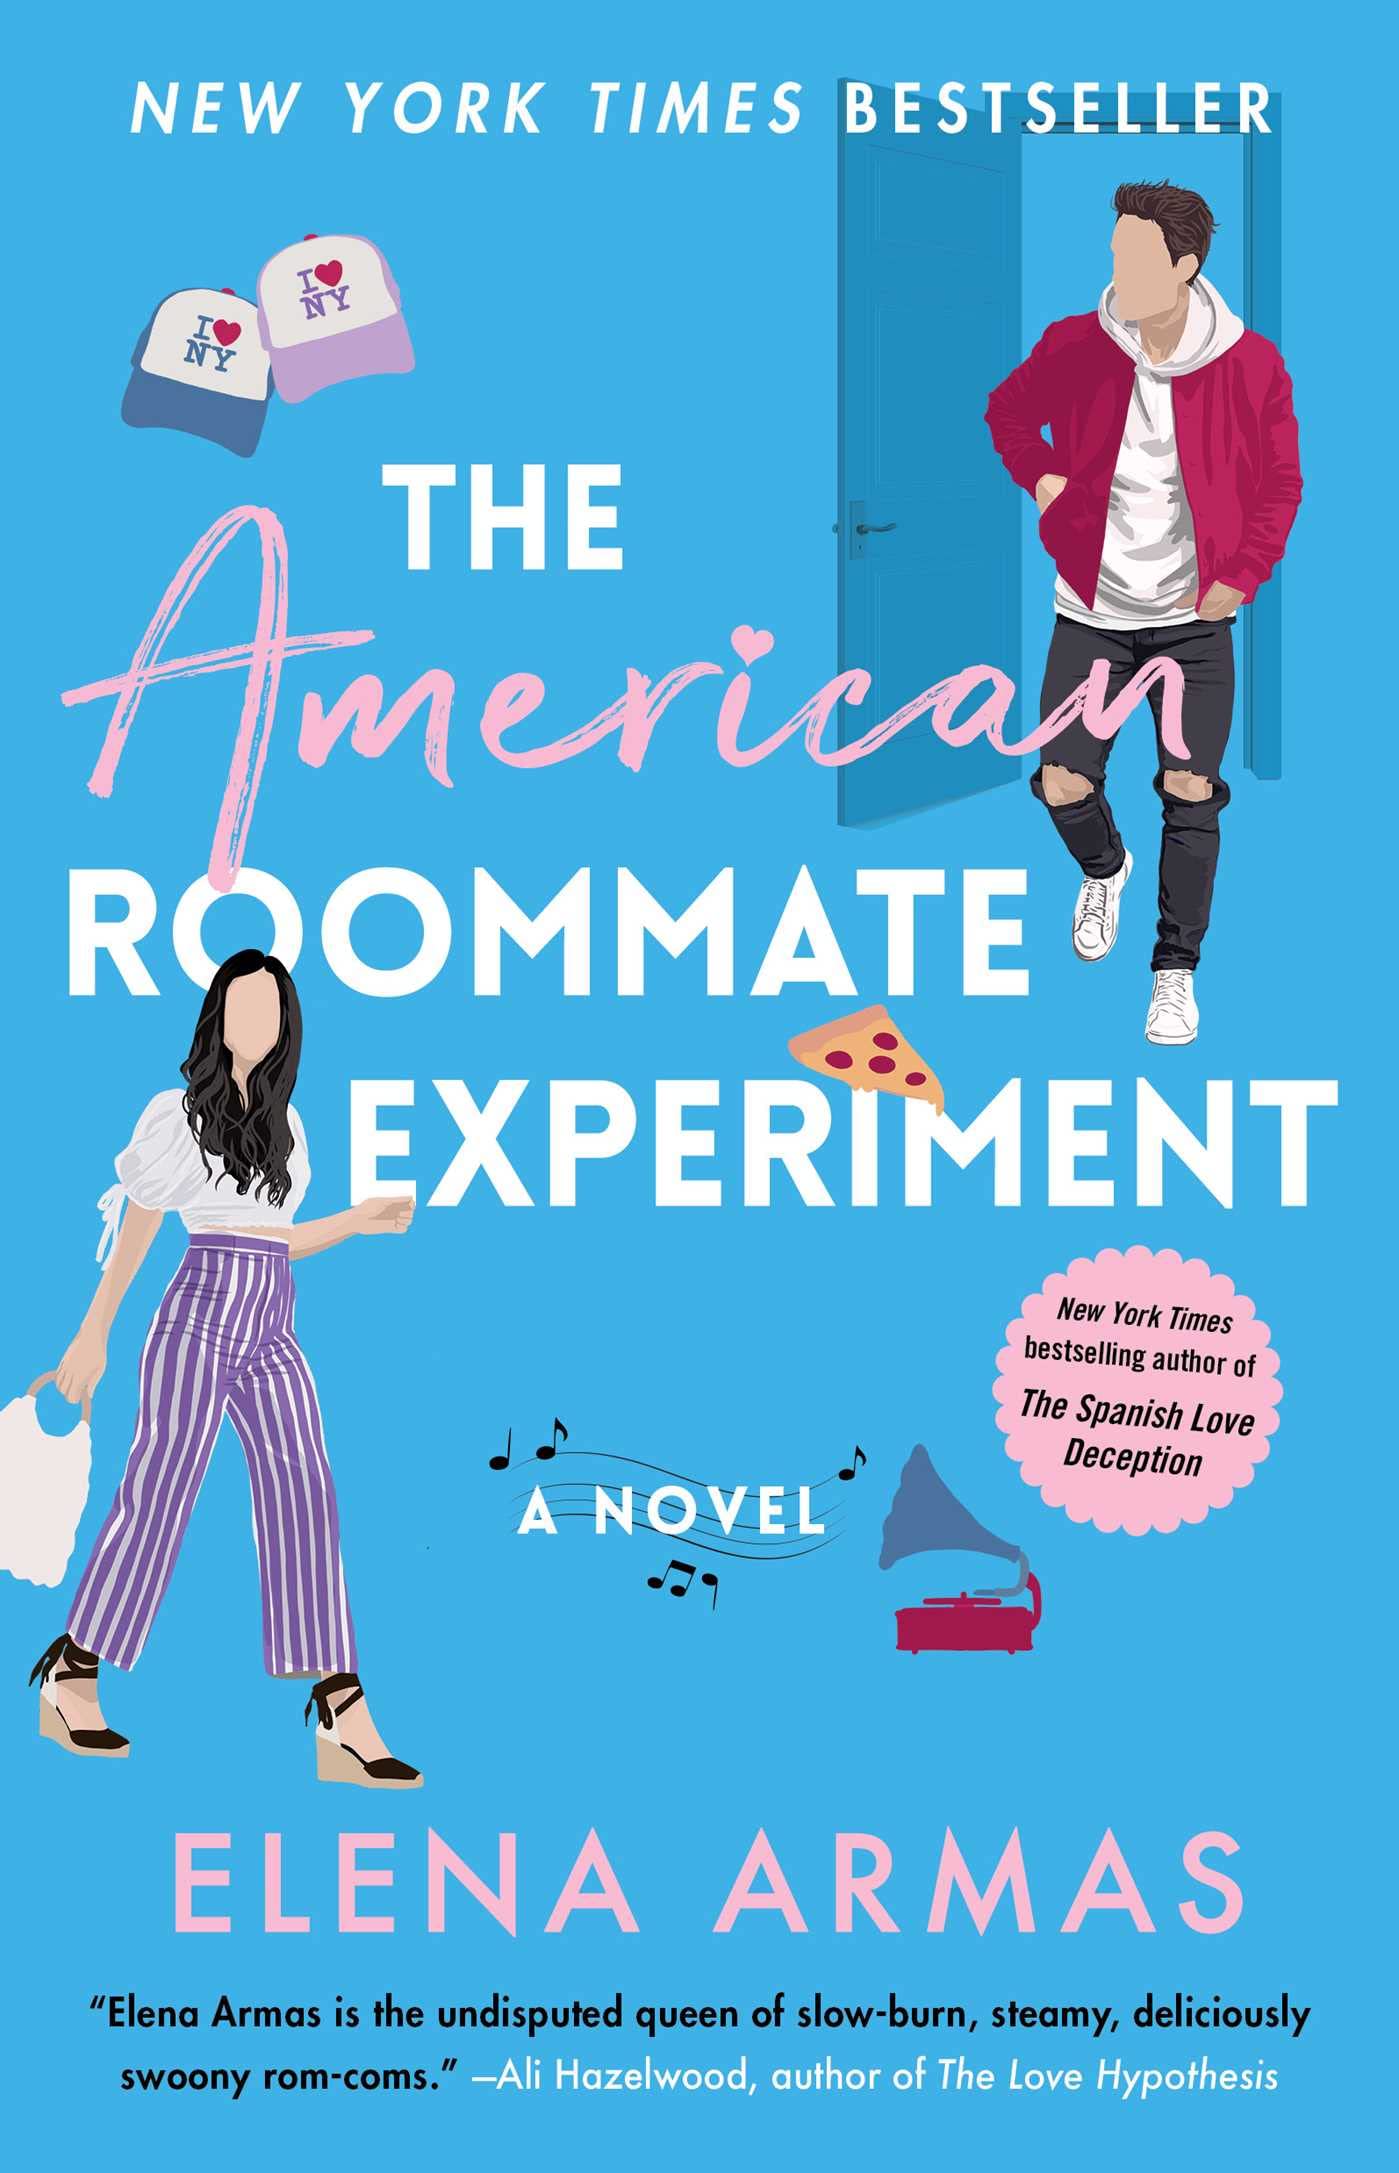 NEW YORK TIMES BESTSELLER
I ♥
NY
I ♥
NY
THE
American
ROOMMATE
EXPERIMENT
New York Times
bestselling author of
The Spanish Love
Deception
A NOVEL
ELENA ARMAS
“Elena Armas is the undisputed queen of slow-burn, steamy, deliciously
swoony rom-coms.” —Ali Hazelwood, author of The Love Hypothesis